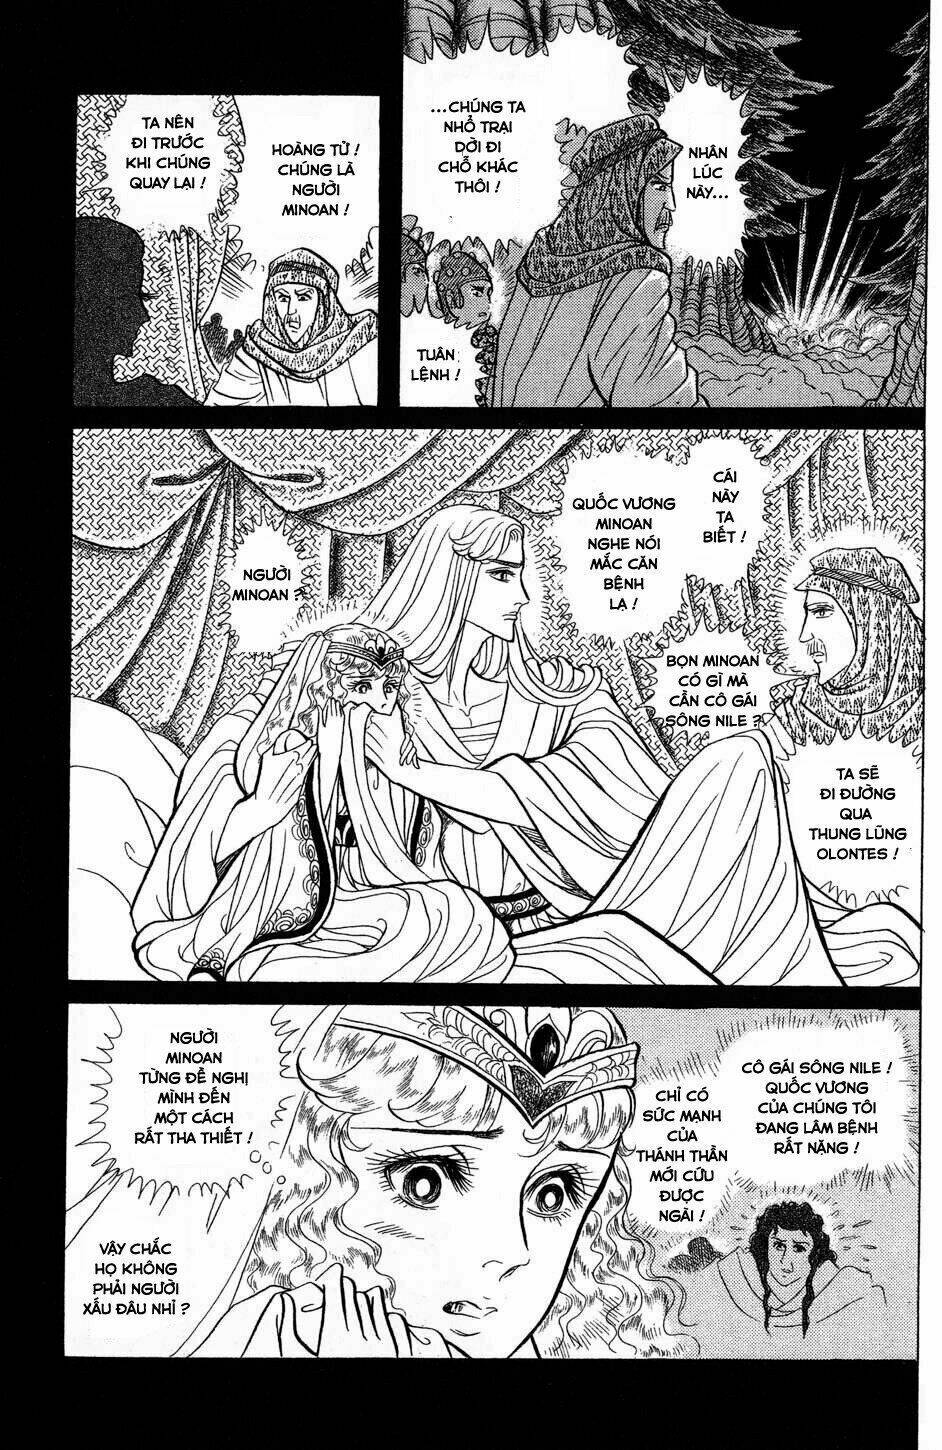 NHÂN
LÚC
NÀY...
...CHÚNG TA
NHỔ TRẠI
DỜI ĐI
CHỖ KHÁC
THÔI !
TUÂN
LỆNH !
HOÀNG TỬ !
CHÚNG LÀ
NGƯỜI
MINOAN !
TA NÊN
ĐI TRƯỚC
KHI CHÚNG
QUAY LẠI !
CÁI
NÀY
TA
BIẾT !
QUỐC VƯƠNG
MINOAN
NGHE NÓI
MẮC CĂN
BỆNH
LẠ !
NGƯỜI
MINOAN ?
BỌN MINOAN
CÓ GÌ MÀ
CẦN CÔ GÁI
SÔNG NILE ?
TA SẼ
ĐI ĐƯỜNG
QUA
THUNG LŨNG
OLONTES !
CÔ GÁI SÔNG NILE !
QUỐC VƯƠNG
CỦA CHÚNG TÔI
ĐANG LÂM BỆNH
RẤT NẶNG !
CHỈ CÓ
SỨC MẠNH
CỦA
THÁNH THẦN
MỚI CỨU
ĐƯỢC
NGÀI !
NGƯỜI
MINOAN
TỪNG ĐỀ NGHỊ
MÌNH ĐẾN
MỘT CÁCH
RẤT THA THIẾT !
VẬY CHẮC
HỌ KHÔNG
PHẢI NGƯỜI
XẤU ĐÂU NHỈ ?